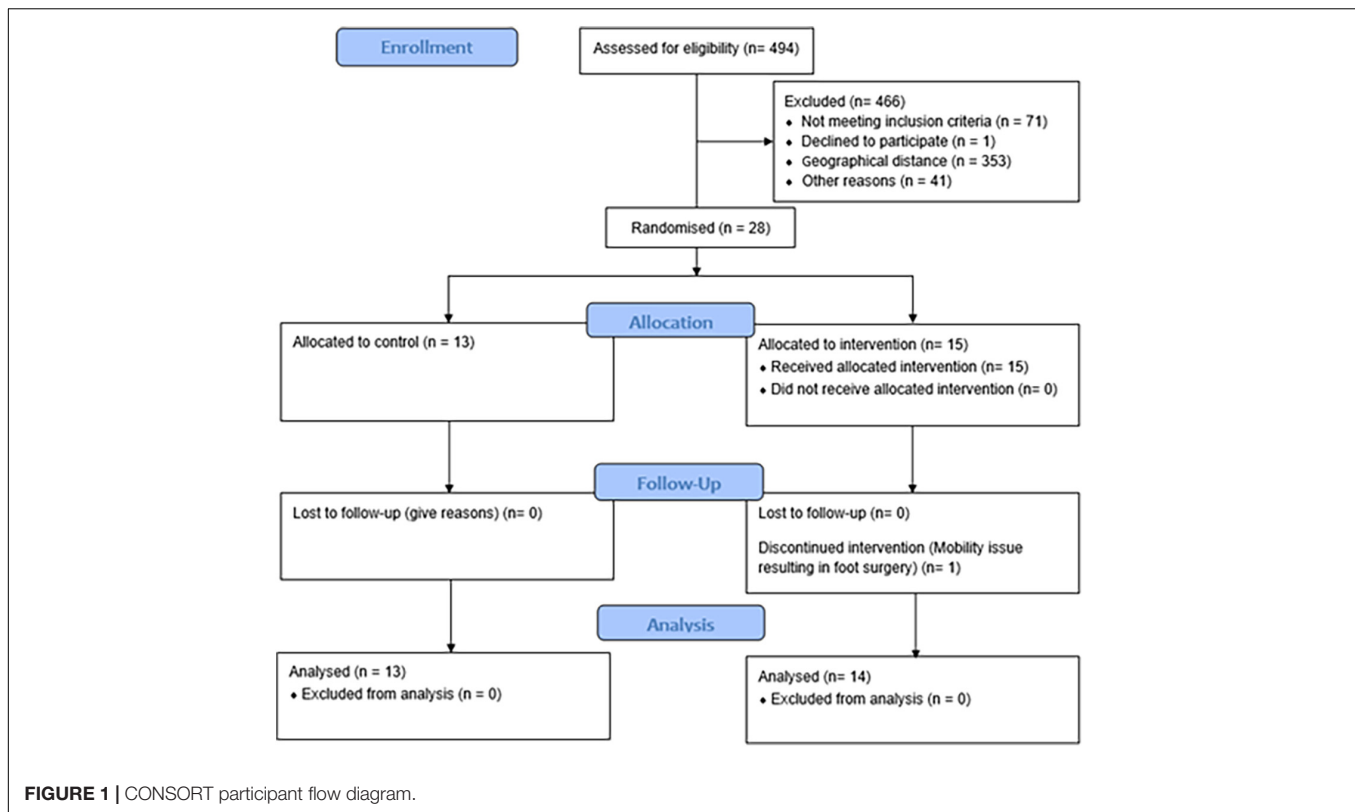 Enrollment
Assessed for eligibility (n= 494)
Excluded (n= 466)
♦ Not meeting inclusion criteria (n = 71)
♦ Declined to participate (n = 1)
♦ Geographical distance (n = 353)
♦ Other reasons (n = 41)
Randomised (n = 28)
Allocation
Allocated to control (n = 13)
Allocated to intervention (n= 15)
♦ Received allocated intervention (n= 15)
♦ Did not receive allocated intervention (n= 0)
Follow-Up
Lost to follow-up (give reasons) (n= 0)
Lost to follow-up (n= 0)
Discontinued intervention (Mobility issue
resulting in foot surgery) (n= 1)
Analysis
Analysed (n = 13)
♦ Excluded from analysis (n = 0)
Analysed (n= 14)
♦ Excluded from analysis (n = 0)
FIGURE 1 | CONSORT participant flow diagram.